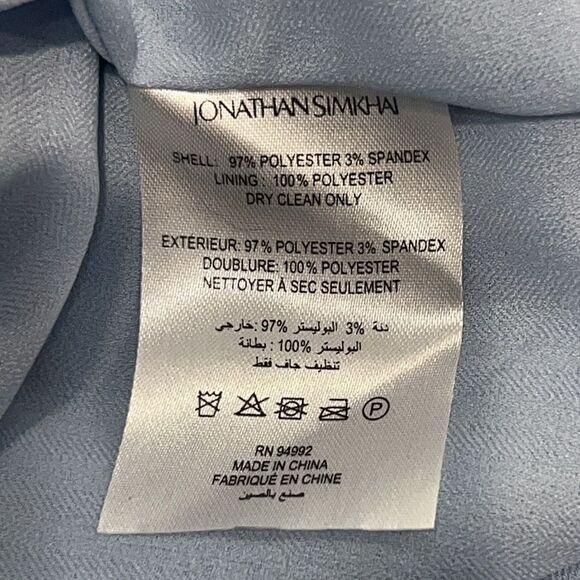 JONATHAN SIMKHAI
SHELL: 97% POLYESTER 3% SPANDEX
LINING: 100% POLYESTER
DRY CLEAN ONLY
EXTÉRIEUR: 97% POLYESTER 3% SPANDEX
DOUBLURE: 100% POLYESTER
NETTOYER À SEC SEULEMENT
دنة %3 البوليستر %97 :خارجي
البوليستر %100 : بطانة
تنظيف جاف فقط
P
RN 94992
MADE IN CHINA
FABRIQUÉ EN CHINE
صنع بالصين